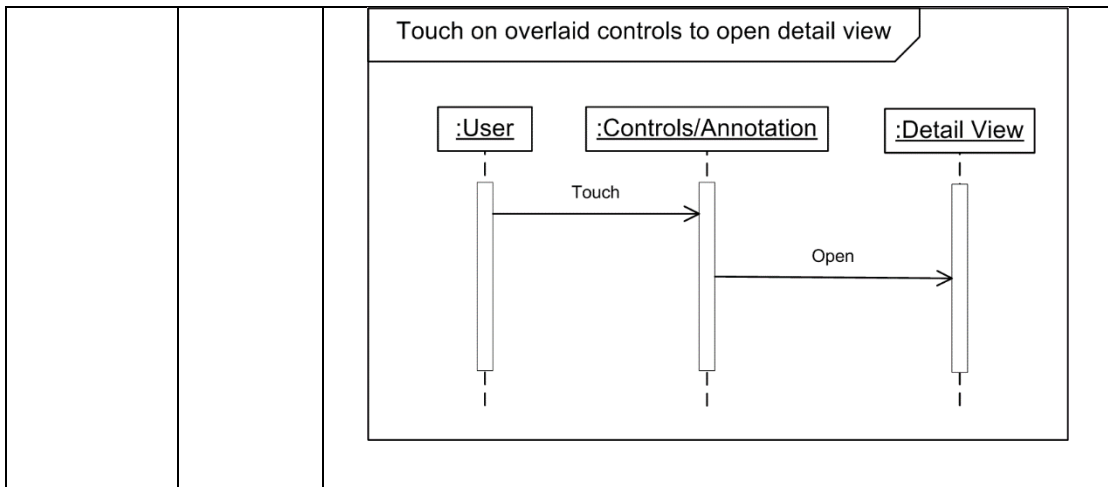 Touch on overlaid controls to open detail view
:User
:Controls/Annotation
:Detail View
Touch
Open